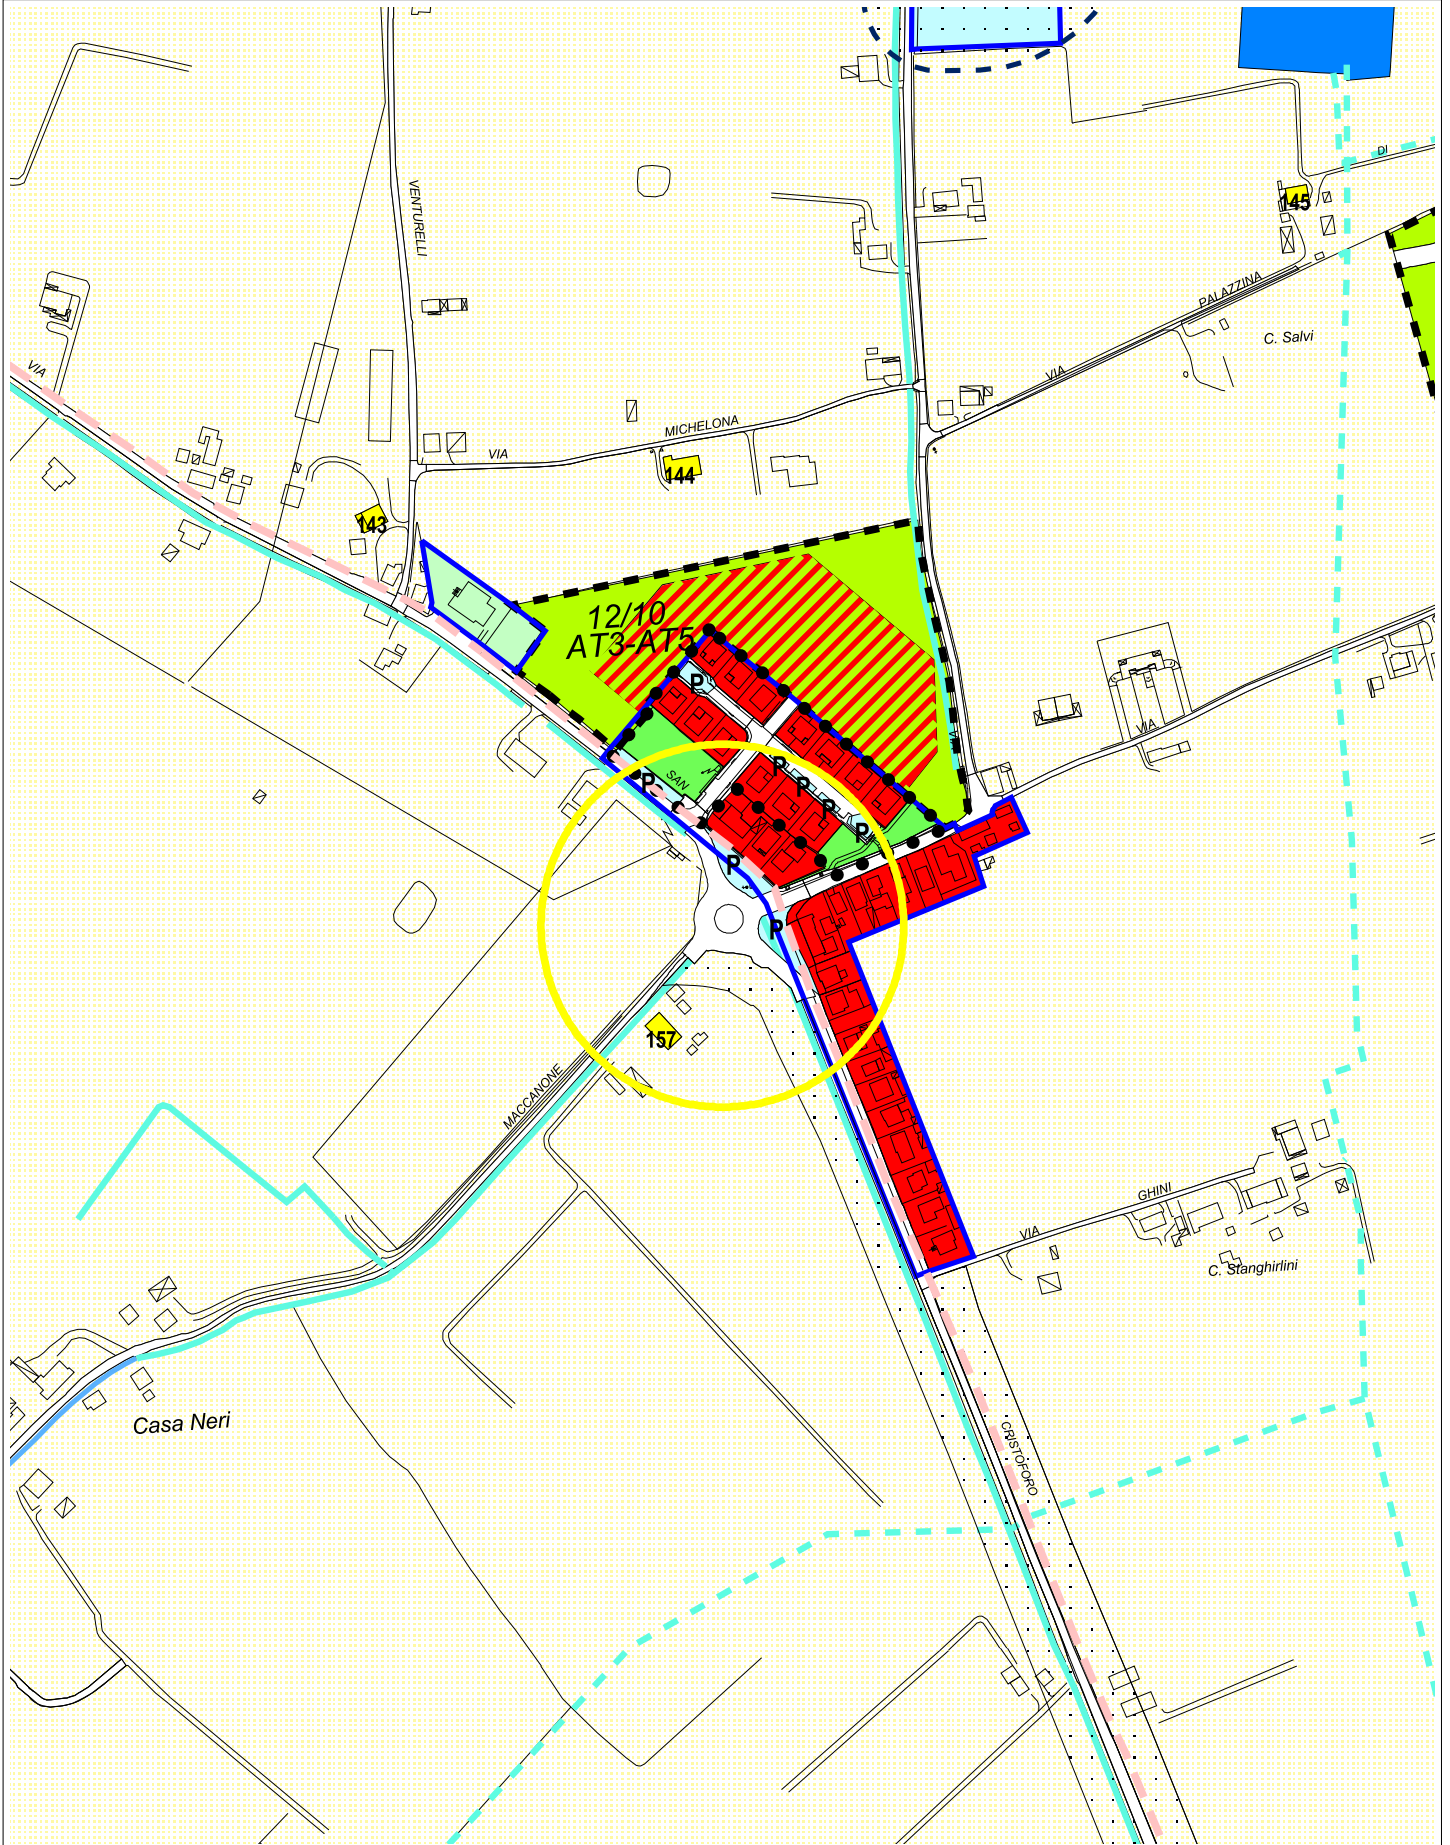 DI
145
VENTURELLI
PALAZZINA
C. Salvi
VIA
VIA
MICHELONA
VIA
144
143
12/10
AT3-AT5
P
VIA
SAN
P
P
P
P
P
P
P
157
MACCANONE
GHINI
VIA
C. Stanghirlini
Casa Neri
CRISTOFORO